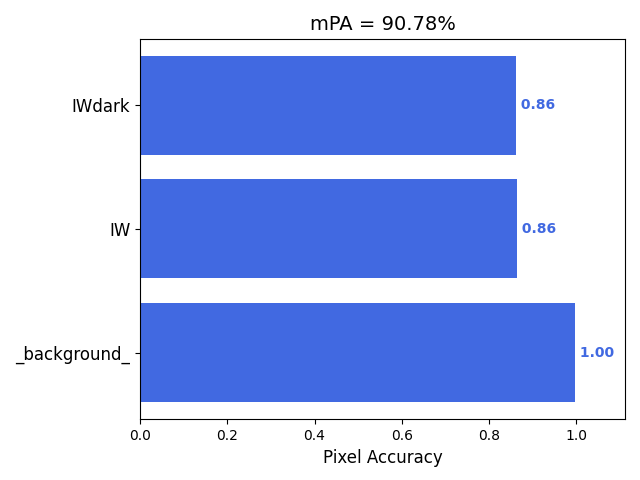 mPA = 90.78%
IWdark
0.86
IW
0.86
_background_
1.00
0.0 0.2 0.4 0.6 0.8 1.0
Pixel Accuracy